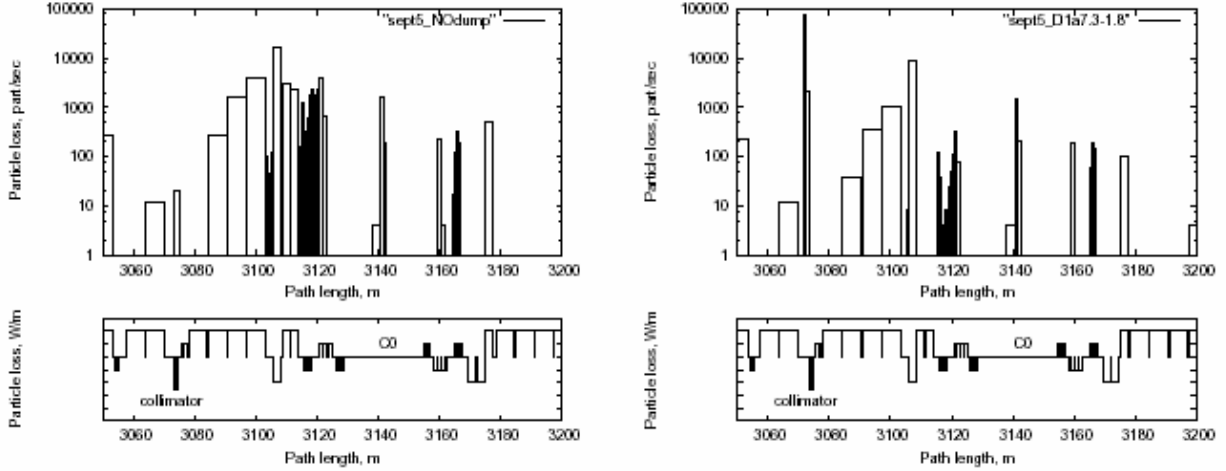 "sept5_NOdump"
Particle loss, part/sec
100000
10000
1000
100
10
1
3060 3080 3100 3120 3140 3160 3180 3200
Path length, m
Particle loss, W/m
C0
collimator
3060 3080 3100 3120 3140 3160 3180 3200
Path length, m
"sept5_D1a7.3-1.8"
Particle loss, part/sec
100000
10000
1000
100
10
1
3060 3080 3100 3120 3140 3160 3180 3200
Path length, m
Particle loss, W/m
C0
collimator
3060 3080 3100 3120 3140 3160 3180 3200
Path length, m